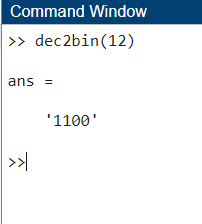 Command Window
>> dec2bin(12)
ans =
'1100'
>>